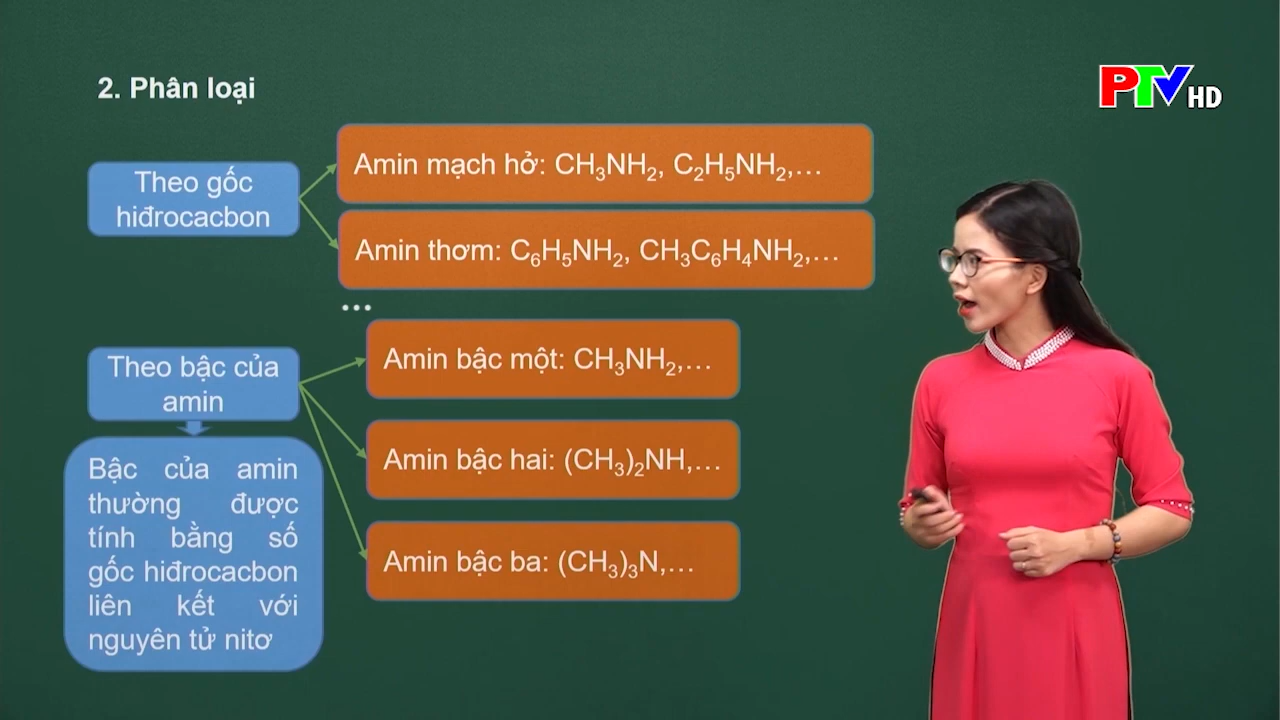 2. Phân loại
PTV HD
Theo gốc
hiđrocacbon
Amin mạch hở: CH₃NH₂, C₂H₅NH₂,…
Amin thơm: C₆H₅NH₂, CH₃C₆H₄NH₂,…
...
Theo bậc của
amin
Amin bậc một: CH₃NH₂,…
Amin bậc hai: (CH₃)₂NH,…
Amin bậc ba: (CH₃)₃N,…
Bậc của amin
thường được
tính bằng số
gốc hiđrocacbon
liên kết với
nguyên tử nitơ